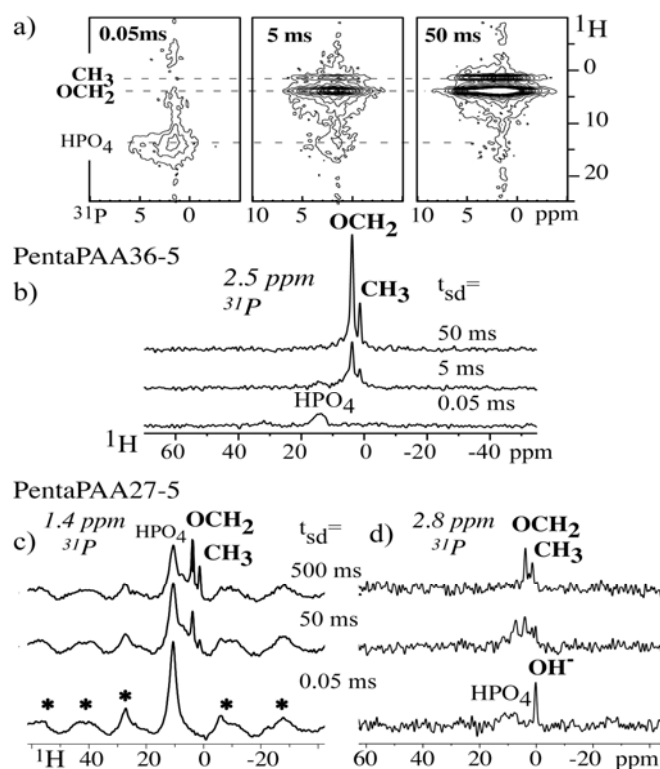 a) 0.05ms 5 ms 50 ms ¹H
CH₃ 0
OCH₂
HPO₄ 10
20
³¹P 5 0 10 5 0 10 5 0 ppm
PentaPAA36-5 OCH₂
b) 2.5 ppm CH₃ t_sd=
³¹P
50 ms
5 ms
HPO₄ 0.05 ms
¹H 60 40 20 0 -20 -40 ppm
PentaPAA27-5
1.4 ppm HPO₄ OCH₂ t_sd= 2.8 ppm OCH₂
c) ³¹P CH₃ d) ³¹P CH₃
500 ms
50 ms
0.05 ms OH⁻
* * * * * HPO₄
¹H 40 20 0 -20 60 40 20 0 -20 ppm